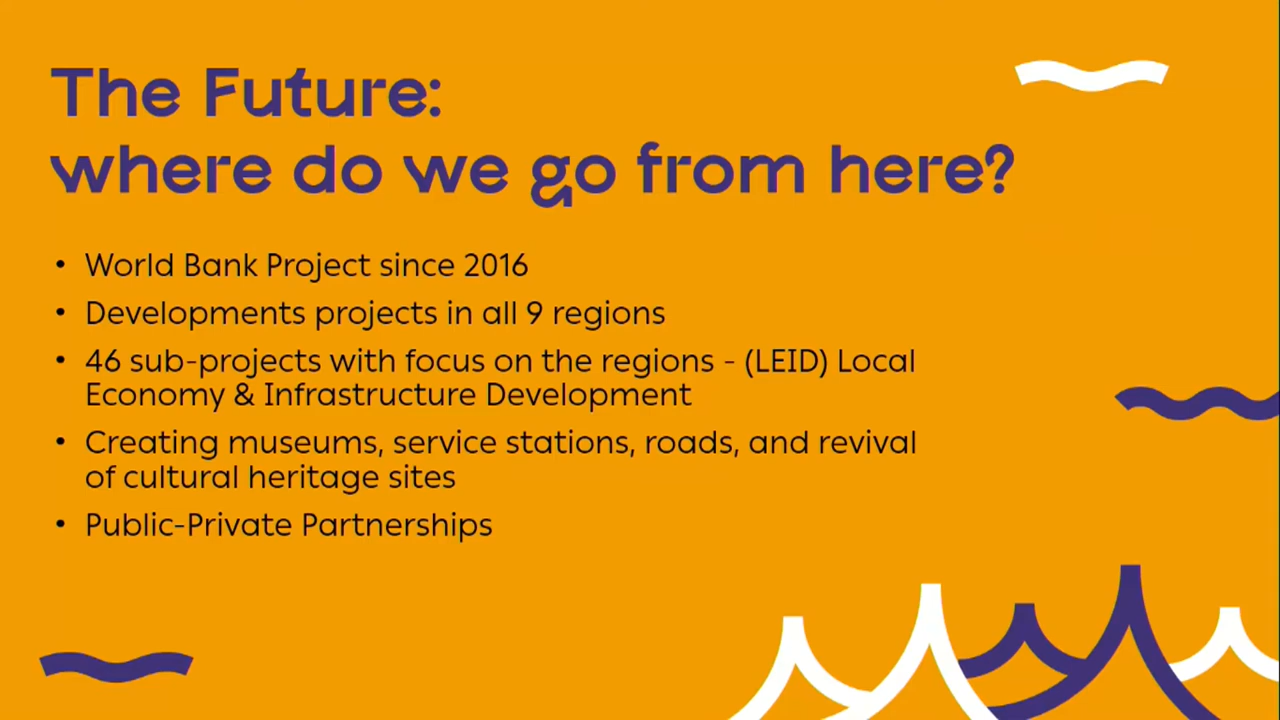 The Future:
where do we go from here?
• World Bank Project since 2016
• Developments projects in all 9 regions
• 46 sub-projects with focus on the regions - (LEID) Local
Economy & Infrastructure Development
• Creating museums, service stations, roads, and revival
of cultural heritage sites
• Public-Private Partnerships